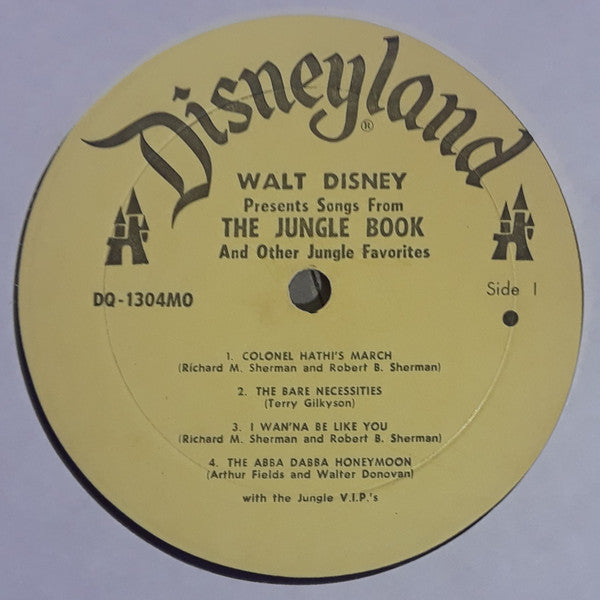 Disneyland®
WALT DISNEY
Presents Songs From
THE JUNGLE BOOK
And Other Jungle Favorites
DQ-1304MO
Side 1
1. COLONEL HATHI'S MARCH
(Richard M. Sherman and Robert B. Sherman)
2. THE BARE NECESSITIES
(Terry Gilkyson)
3. I WAN'NA BE LIKE YOU
(Richard M. Sherman and Robert B. Sherman)
4. THE ABBA DABBA HONEYMOON
(Arthur Fields and Walter Donovan)
with the Jungle V.I.P.'s